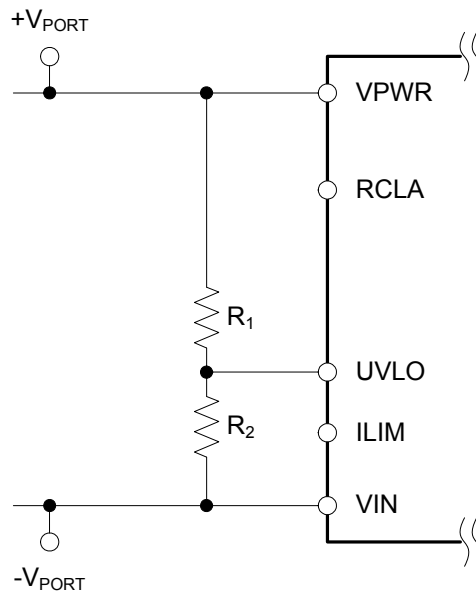 +VPORT
VPWR
RCLA
R1
UVLO
R2
ILIM
VIN
-VPORT